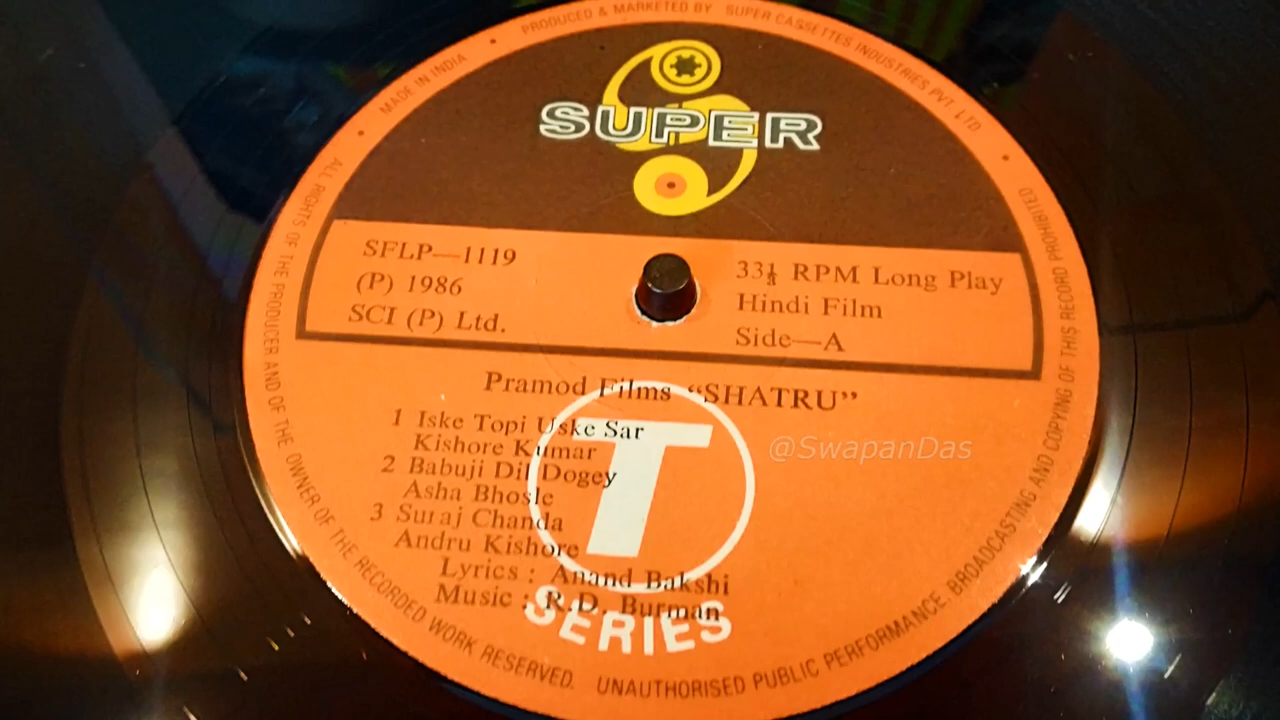 MADE IN INDIA • PRODUCED & MARKETED BY SUPER CASSETTES INDUSTRIES PVT. LTD •
SUPER
SFLP—1119
(P) 1986
SCI (P) Ltd.
33⅓ RPM Long Play
Hindi Film
Side—A
Pramod Films “SHATRU”
1 Iske Topi Uske Sar
Kishore Kumar
2 Babuji Dil Dogey
Asha Bhosle
3 Suraj Chanda
Andru Kishore
Lyrics : Anand Bakshi
Music : R.D. Burman
T
SERIES
@SwapanDas
ALL RIGHTS OF THE PRODUCER AND OF THE OWNER OF THE RECORDED WORK RESERVED. UNAUTHORISED PUBLIC PERFORMANCE. BROADCASTING AND COPYING OF THIS RECORD PROHIBITED